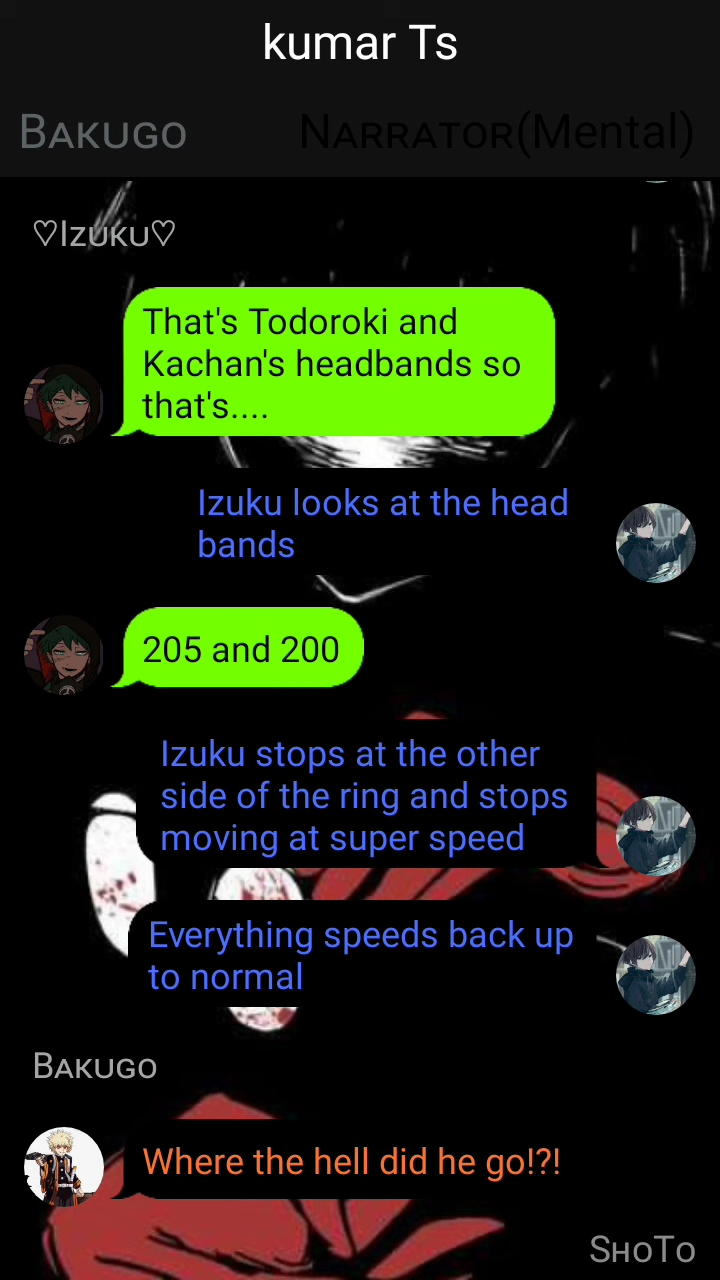 kumar Ts
Bakugo Narrator(Mental)
♡Izuku♡
That's Todoroki and
Kachan's headbands so
that's....
Izuku looks at the head
bands
205 and 200
Izuku stops at the other
side of the ring and stops
moving at super speed
Everything speeds back up
to normal
Bakugo
Where the hell did he go!?!
ShoTo